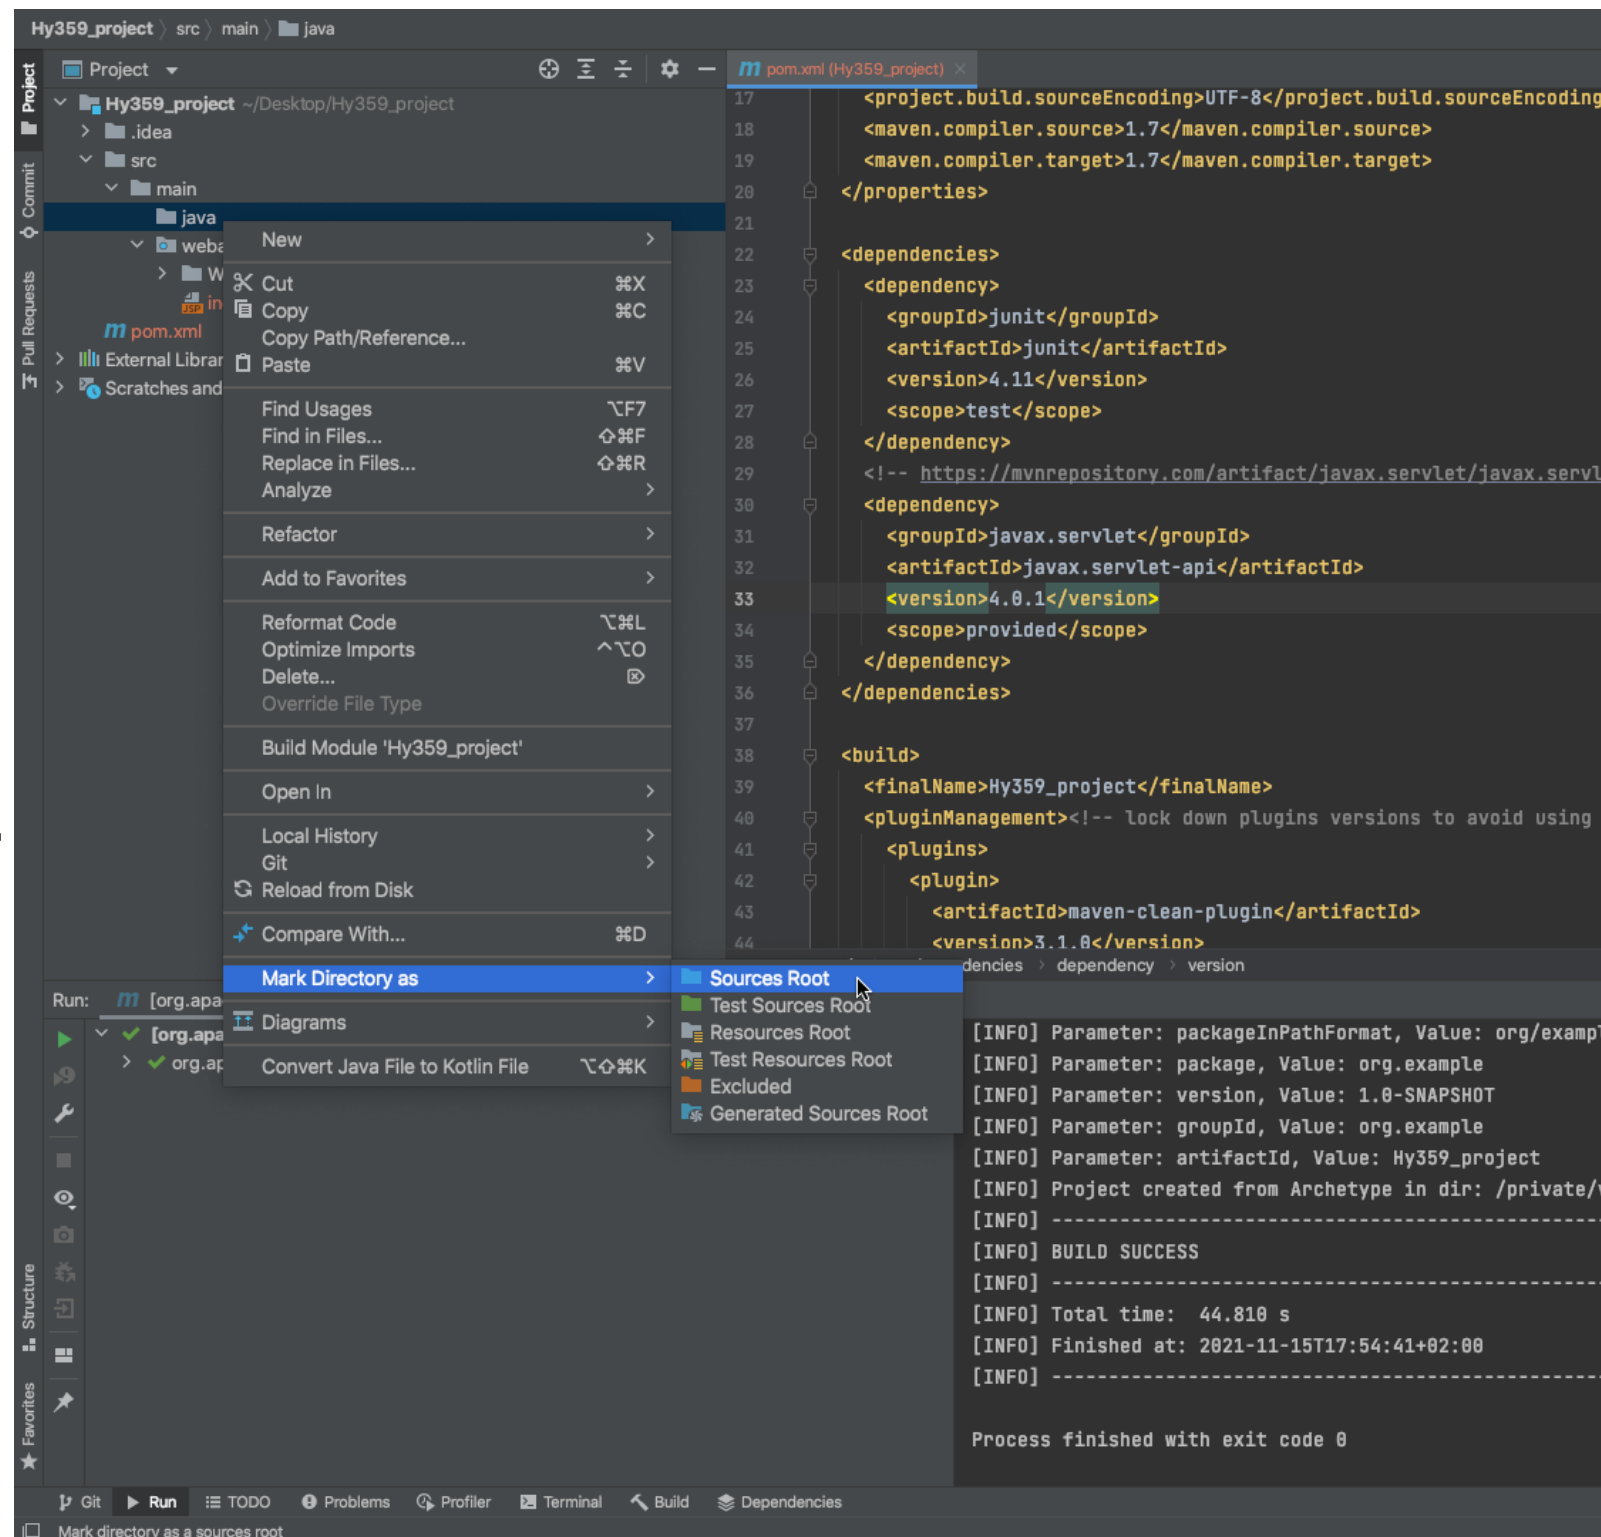 Hy359_project src main java
Project
Project
Commit
Pull Requests
Structure
Favorites
Hy359_project ~/Desktop/Hy359_project
.idea
src
main
java
weba
W
JSP in
m pom.xml
External Librar
Scratches and
New
Cut ⌘X
Copy ⌘C
Copy Path/Reference...
Paste ⌘V
Find Usages ⌥F7
Find in Files... ⇧⌘F
Replace in Files... ⇧⌘R
Analyze
Refactor
Add to Favorites
Reformat Code ⌥⌘L
Optimize Imports ^⌥O
Delete... ⌦
Override File Type
Build Module 'Hy359_project'
Open In
Local History
Git
Reload from Disk
Compare With... ⌘D
Mark Directory as
Diagrams
Convert Java File to Kotlin File ⌥⇧⌘K
Sources Root
Test Sources Root
Resources Root
Test Resources Root
Excluded
Generated Sources Root
m pom.xml (Hy359_project)
17 <project.build.sourceEncoding>UTF-8</project.build.sourceEncoding
18 <maven.compiler.source>1.7</maven.compiler.source>
19 <maven.compiler.target>1.7</maven.compiler.target>
20 </properties>
21
22 <dependencies>
23 <dependency>
24 <groupId>junit</groupId>
25 <artifactId>junit</artifactId>
26 <version>4.11</version>
27 <scope>test</scope>
28 </dependency>
29 <!-- https://mvnrepository.com/artifact/javax.servlet/javax.servl
30 <dependency>
31 <groupId>javax.servlet</groupId>
32 <artifactId>javax.servlet-api</artifactId>
33 <version>4.0.1</version>
34 <scope>provided</scope>
35 </dependency>
36 </dependencies>
37
38 <build>
39 <finalName>Hy359_project</finalName>
40 <pluginManagement><!-- lock down plugins versions to avoid using
41 <plugins>
42 <plugin>
43 <artifactId>maven-clean-plugin</artifactId>
44 <version>3.1.0</version>
dencies dependency version
Run: m [org.apa
[org.apa
org.ap
[INFO] Parameter: packageInPathFormat, Value: org/exampl
[INFO] Parameter: package, Value: org.example
[INFO] Parameter: version, Value: 1.0-SNAPSHOT
[INFO] Parameter: groupId, Value: org.example
[INFO] Parameter: artifactId, Value: Hy359_project
[INFO] Project created from Archetype in dir: /private/
[INFO] ------------------------------------------------
[INFO] BUILD SUCCESS
[INFO] ------------------------------------------------
[INFO] Total time:  44.810 s
[INFO] Finished at: 2021-11-15T17:54:41+02:00
[INFO] ------------------------------------------------
Process finished with exit code 0
Git Run TODO Problems Profiler Terminal Build Dependencies
Mark directory as a sources root